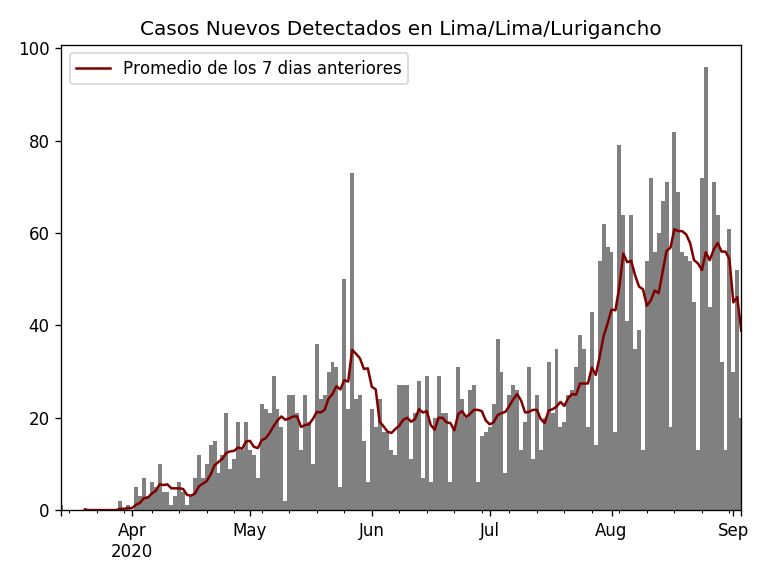 Casos Nuevos Detectados en Lima/Lima/Lurigancho
Promedio de los 7 dias anteriores
100
80
60
40
20
0
Apr May Jun Jul Aug Sep
2020